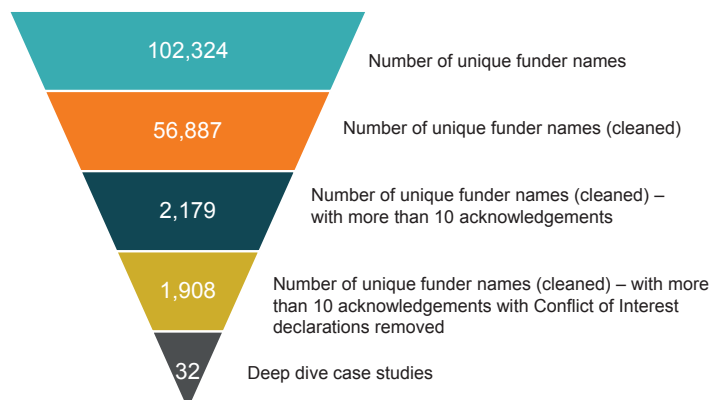 102,324
Number of unique funder names
56,887
Number of unique funder names (cleaned)
2,179
Number of unique funder names (cleaned) –
with more than 10 acknowledgements
1,908
Number of unique funder names (cleaned) – with more
than 10 acknowledgements with Conflict of Interest
declarations removed
32
Deep dive case studies